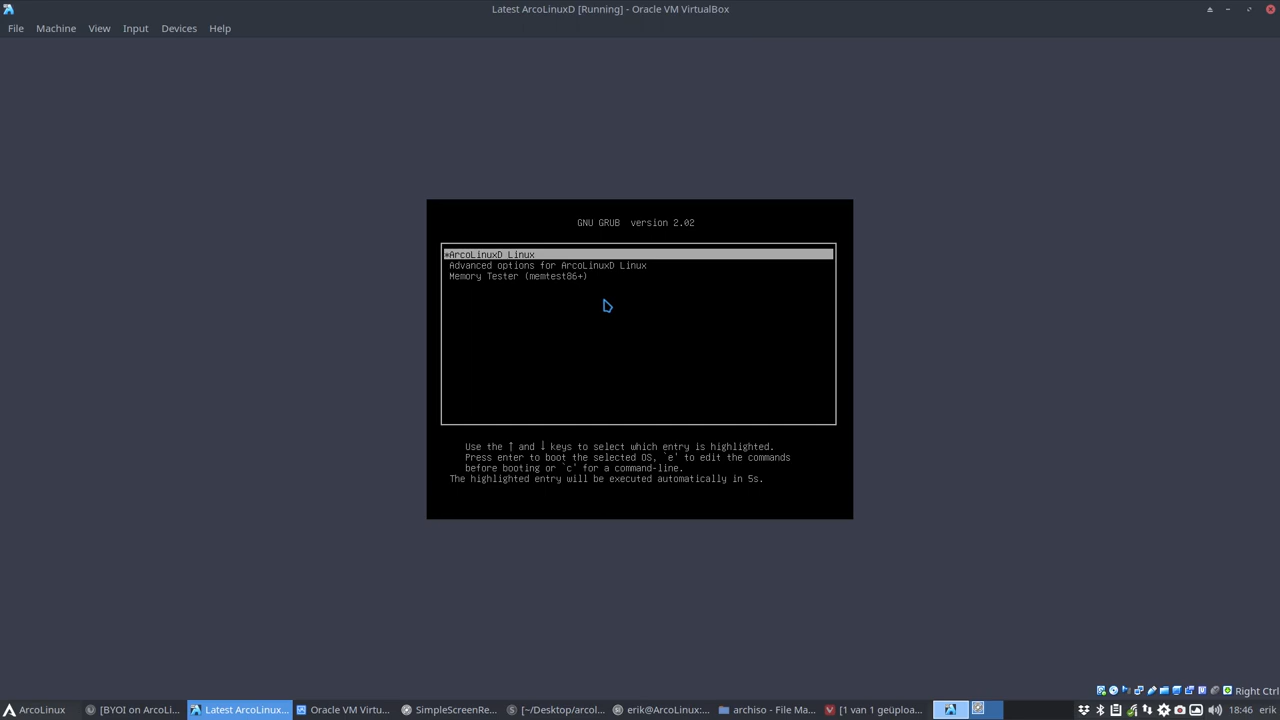 Latest ArcoLinuxD [Running] - Oracle VM VirtualBox
File Machine View Input Devices Help
GNU GRUB version 2.02
*ArcoLinuxD Linux
Advanced options for ArcoLinuxD Linux
Memory Tester (memtest86+)
Use the ↑ and ↓ keys to select which entry is highlighted.
Press enter to boot the selected OS, `e' to edit the commands
before booting or `c' for a command-line.
The highlighted entry will be executed automatically in 5s.
Right Ctrl
ArcoLinux [BYOI on ArcoLi... Latest ArcoLinux... Oracle VM Virtu... SimpleScreenRe... [~/Desktop/arcol... erik@ArcoLinux:... archiso - File Ma... [1 van 1 geüploa... 18:46 erik